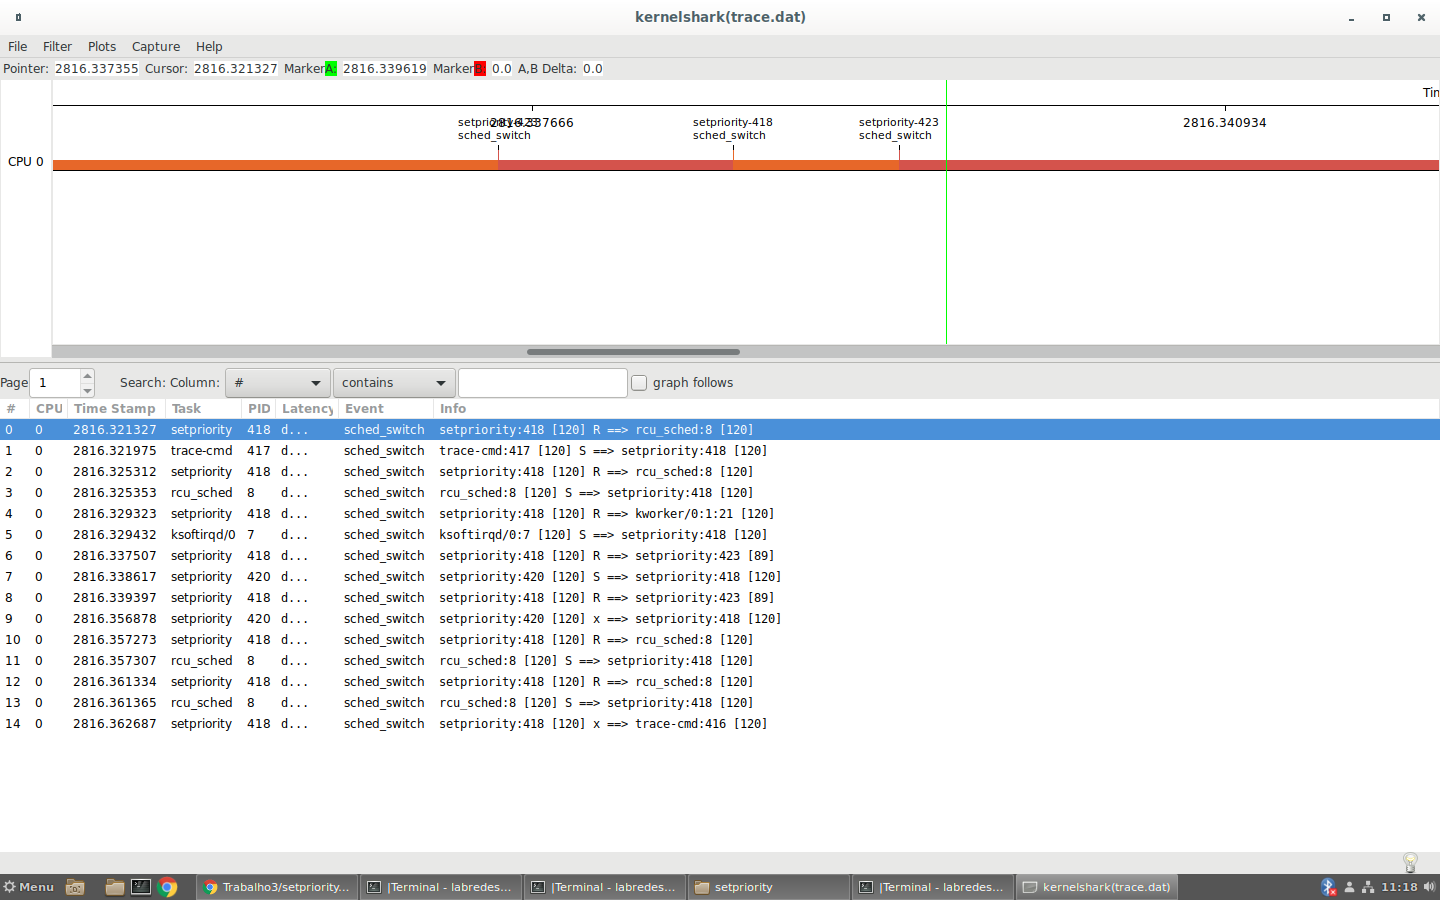 kernelshark(trace.dat)
File Filter Plots Capture Help
Pointer: 2816.337355 Cursor: 2816.321327 MarkerA: 2816.339619 MarkerB: 0.0 A,B Delta: 0.0
Tin
2816.337666 2816.340934
setpriority-423 setpriority-418 setpriority-423
sched_switch sched_switch sched_switch
CPU 0
Page 1 Search: Column: # contains graph follows
# CPU Time Stamp Task PID Latency Event Info
0 0 2816.321327 setpriority 418 d... sched_switch setpriority:418 [120] R ==> rcu_sched:8 [120]
1 0 2816.321975 trace-cmd 417 d... sched_switch trace-cmd:417 [120] S ==> setpriority:418 [120]
2 0 2816.325312 setpriority 418 d... sched_switch setpriority:418 [120] R ==> rcu_sched:8 [120]
3 0 2816.325353 rcu_sched 8 d... sched_switch rcu_sched:8 [120] S ==> setpriority:418 [120]
4 0 2816.329323 setpriority 418 d... sched_switch setpriority:418 [120] R ==> kworker/0:1:21 [120]
5 0 2816.329432 ksoftirqd/0 7 d... sched_switch ksoftirqd/0:7 [120] S ==> setpriority:418 [120]
6 0 2816.337507 setpriority 418 d... sched_switch setpriority:418 [120] R ==> setpriority:423 [89]
7 0 2816.338617 setpriority 420 d... sched_switch setpriority:420 [120] S ==> setpriority:418 [120]
8 0 2816.339397 setpriority 418 d... sched_switch setpriority:418 [120] R ==> setpriority:423 [89]
9 0 2816.356878 setpriority 420 d... sched_switch setpriority:420 [120] x ==> setpriority:418 [120]
10 0 2816.357273 setpriority 418 d... sched_switch setpriority:418 [120] R ==> rcu_sched:8 [120]
11 0 2816.357307 rcu_sched 8 d... sched_switch rcu_sched:8 [120] S ==> setpriority:418 [120]
12 0 2816.361334 setpriority 418 d... sched_switch setpriority:418 [120] R ==> rcu_sched:8 [120]
13 0 2816.361365 rcu_sched 8 d... sched_switch rcu_sched:8 [120] S ==> setpriority:418 [120]
14 0 2816.362687 setpriority 418 d... sched_switch setpriority:418 [120] x ==> trace-cmd:416 [120]
Menu Trabalho3/setpriority... |Terminal - labredes... |Terminal - labredes... setpriority |Terminal - labredes... kernelshark(trace.dat) 11:18